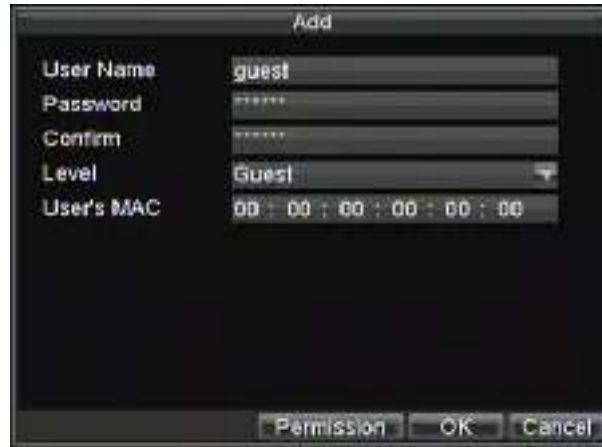 Add
User Name guest
Password ******
Confirm ******
Level Guest
User's MAC 00 : 00 : 00 : 00 : 00 : 00
Permission OK Cancel